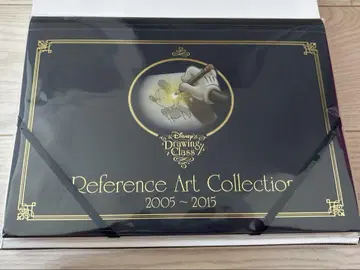 Disney's
Drawing
Class
Reference Art Collection
2005 ~ 2015